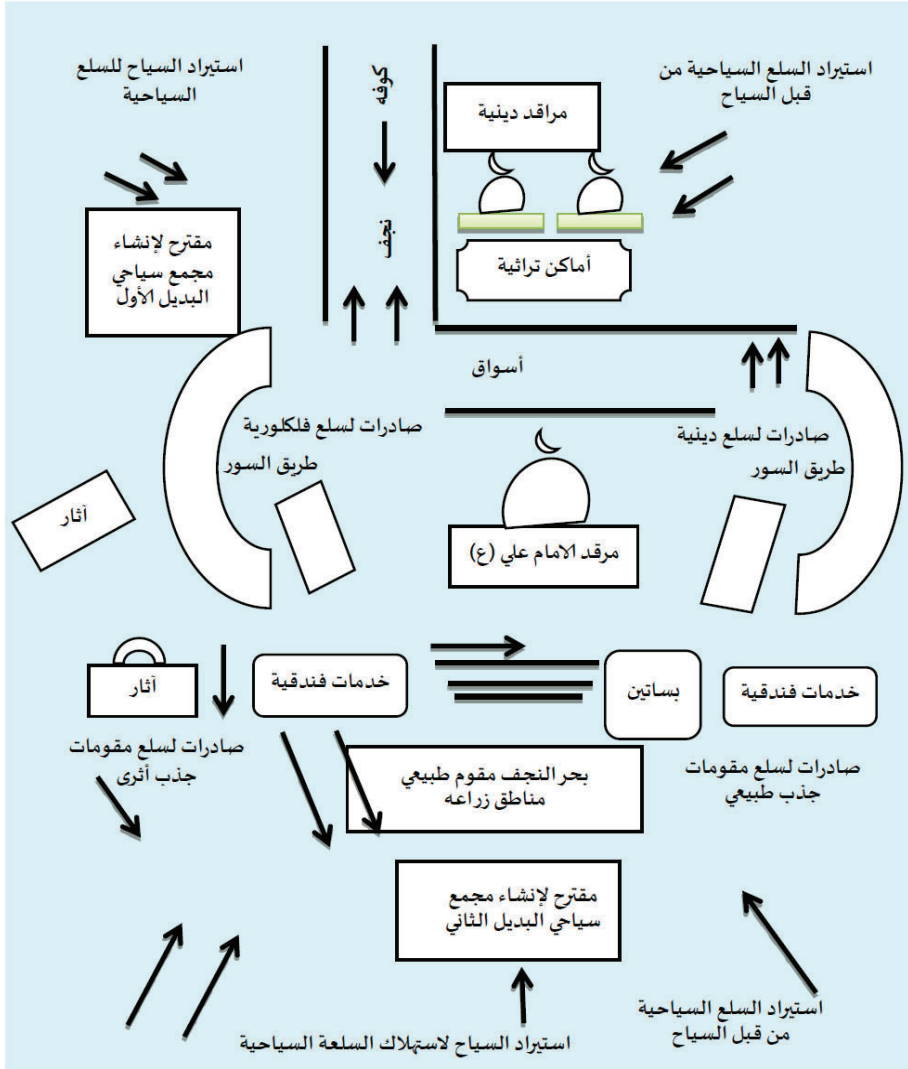 استيراد السياح للسلع
السياحية
كوفه
نجف
مراقد دينية
استيراد السلع السياحية من
قبل السياح
مقترح لإنشاء
مجمع سياحي
البديل الأول
أماكن تراثية
أسواق
صادرات لسلع فلكلورية
طريق السور
صادرات لسلع دينية
طريق السور
آثار
مرقد الامام علي (ع)
آثار
خدمات فندقية
بساتين
خدمات فندقية
صادرات لسلع مقومات
جذب أثرى
بحر النجف مقوم طبيعي
مناطق زراعه
صادرات لسلع مقومات
جذب طبيعي
مقترح لإنشاء مجمع
سياحي البديل الثاني
استيراد السلع السياحية
من قبل السياح
استيراد السياح لاستهلاك السلعة السياحية